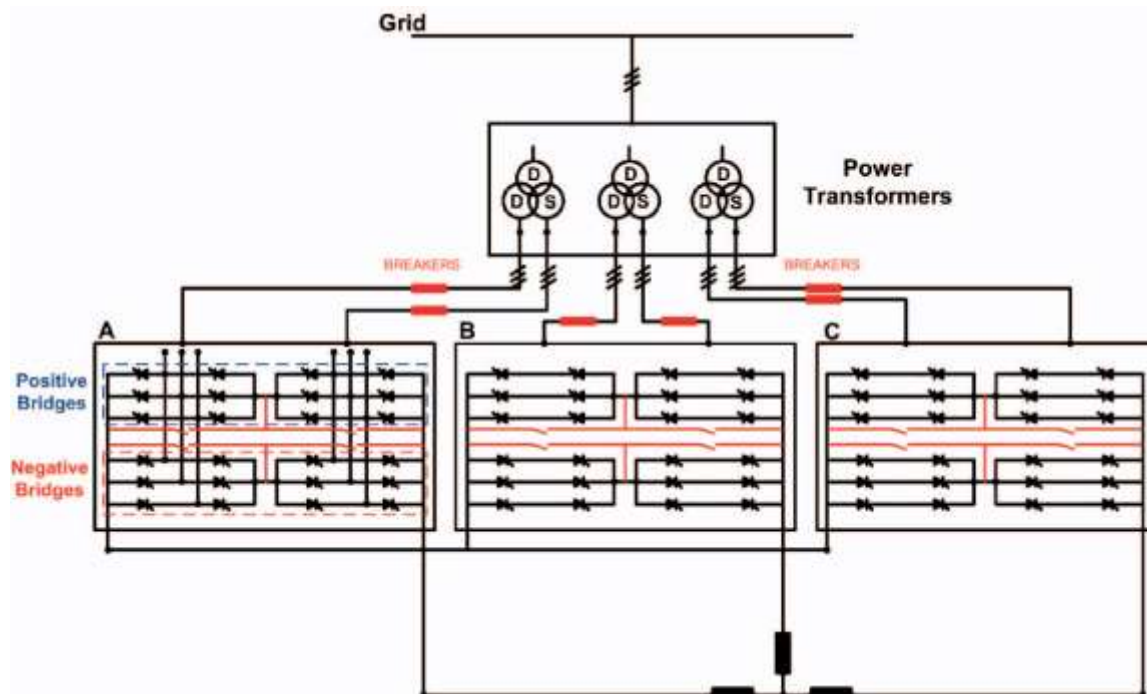 Grid
D
D
D
D S
D S
D S
Power
Transformers
BREAKERS
BREAKERS
A
B
C
Positive
Bridges
Negative
Bridges